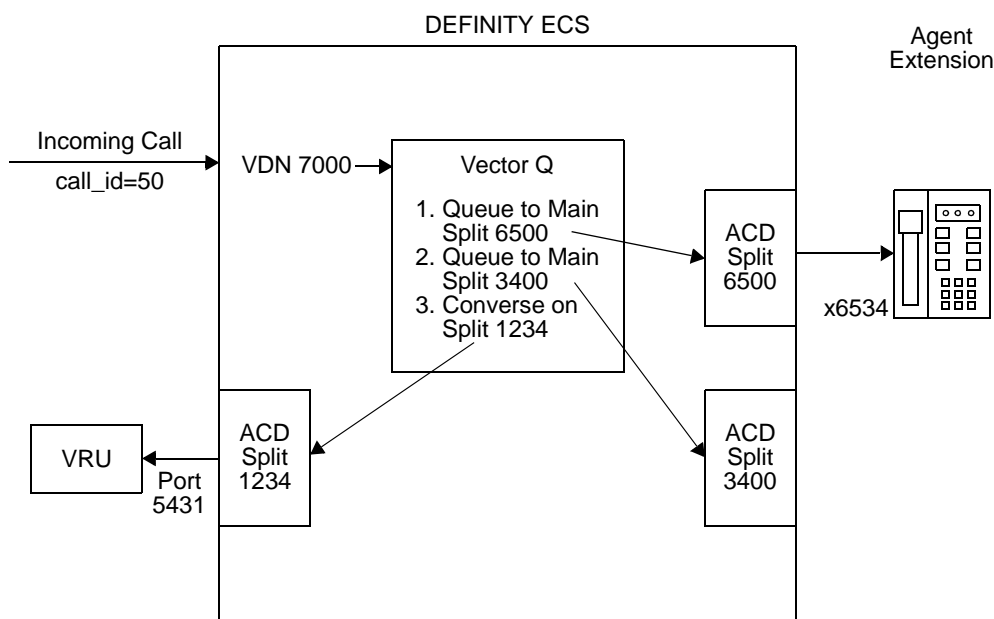 DEFINITY ECS
Agent
Extension
Incoming Call
call_id=50
VDN 7000
Vector Q
1. Queue to Main
Split 6500
2. Queue to Main
Split 3400
3. Converse on
Split 1234
ACD
Split
6500
x6534
VRU
Port
5431
ACD
Split
1234
ACD
Split
3400